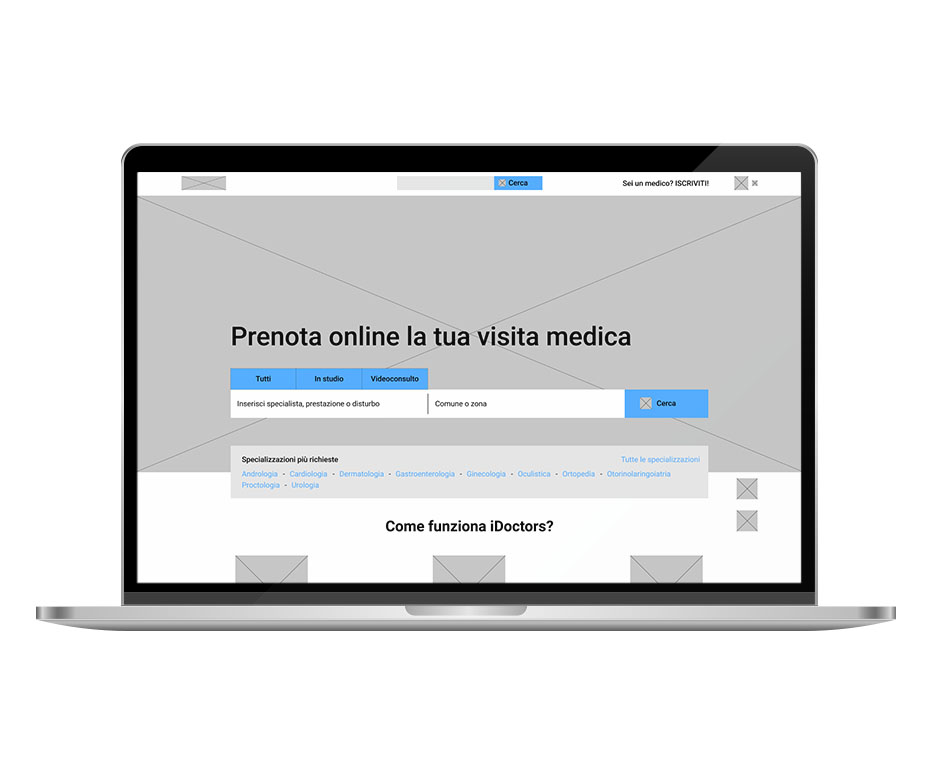 Cerca
Sei un medico? ISCRIVITI!
Prenota online la tua visita medica
Tutti In studio Videoconsulto
Inserisci specialista, prestazione o disturbo Comune o zona Cerca
Specializzazioni più richieste Tutte le specializzazioni
Andrologia - Cardiologia - Dermatologia - Gastroenterologia - Ginecologia - Oculistica - Ortopedia - Otorinolaringoiatria
Proctologia - Urologia
Come funziona iDoctors?